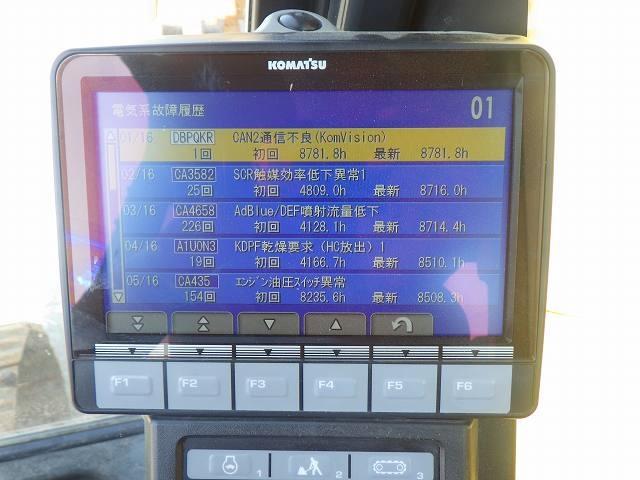 KOMATSU
電気系故障履歴 01
01/16 DBPQKR CAN2通信不良(KomVision)
1回 初回 8781.8h 最新 8781.8h
02/16 CA3582 SCR触媒効率低下異常1
25回 初回 4809.0h 最新 8716.0h
03/16 CA4658 AdBlue/DEF噴射流量低下
226回 初回 4128.1h 最新 8714.4h
04/16 A1U0N3 KDPF乾燥要求（HC放出）1
19回 初回 4166.7h 最新 8510.1h
05/16 CA435 ｴﾝｼﾞﾝ油圧ｽｲｯﾁ異常
154回 初回 8235.6h 最新 8508.3h
F1 F2 F3 F4 F5 F6
1 2 3